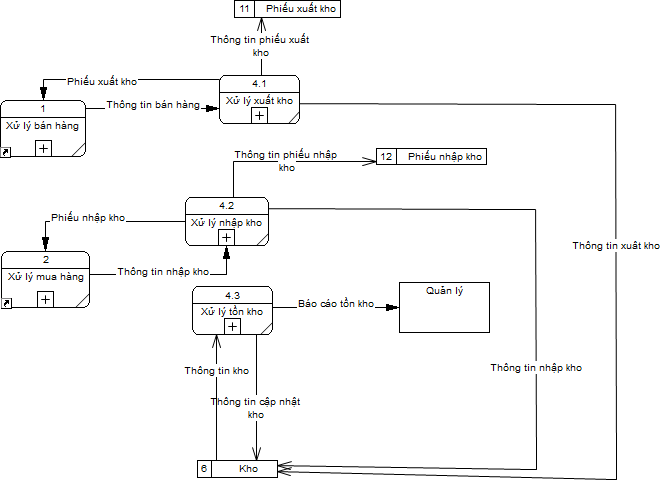 11 Phiếu xuất kho
Thông tin phiếu xuất
kho
Phiếu xuất kho
4.1
Xử lý xuất kho
1
Xử lý bán hàng
Thông tin bán hàng
Thông tin phiếu nhập
kho
12 Phiếu nhập kho
4.2
Xử lý nhập kho
Phiếu nhập kho
Thông tin xuất kho
2
Xử lý mua hàng
Thông tin nhập kho
4.3
Xử lý tồn kho
Báo cáo tồn kho
Quản lý
Thông tin kho
Thông tin nhập kho
Thông tin cập nhật
kho
6 Kho